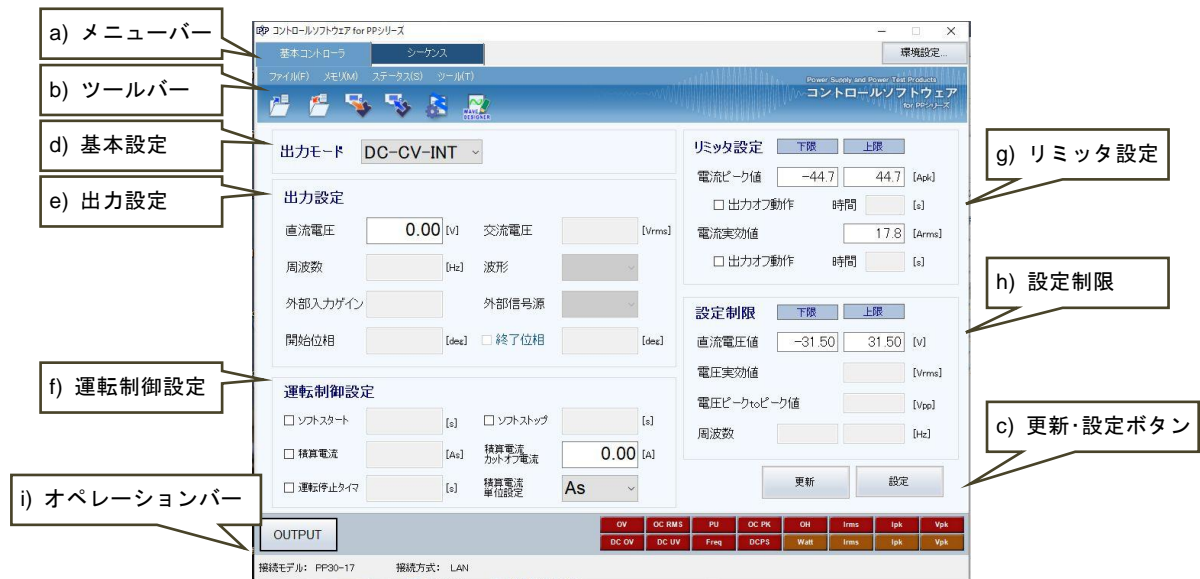 a) メニューバー
b) ツールバー
d) 基本設定
e) 出力設定
f) 運転制御設定
i) オペレーションバー
コントロールソフトウェア for PPシリーズ
基本コントローラ シーケンス 環境設定...
ファイル(F) メモリ(M) ステータス(S) ツール(T)
Power Supply and Power Test Products
コントロールソフトウェア
for PPシリーズ
WAVE DESIGNER
出力モード DC-CV-INT
出力設定
直流電圧 0.00 [V] 交流電圧 [Vrms]
周波数 [Hz] 波形
外部入力ゲイン 外部信号源
開始位相 [deg] 終了位相 [deg]
運転制御設定
ソフトスタート [s] ソフトストップ [s]
積算電流 [As] 積算電流 カットオフ電流 0.00 [A]
運転停止タイマ [s] 積算電流 単位設定 As
リミッタ設定 下限 上限
電流ピーク値 -44.7 44.7 [Apk]
出力オフ動作 時間 [s]
電流実効値 17.8 [Arms]
出力オフ動作 時間 [s]
設定制限 下限 上限
直流電圧値 -31.50 31.50 [V]
電圧実効値 [Vrms]
電圧ピークtoピーク値 [Vpp]
周波数 [Hz]
更新 設定
OUTPUT
OV OC RMS PU OC PK OH Irms Ipk Vpk
DC OV DC UV Freq DCPS Watt Irms Ipk Vpk
接続モデル: PP30-17 接続方式: LAN
g) リミッタ設定
h) 設定制限
c) 更新・設定ボタン